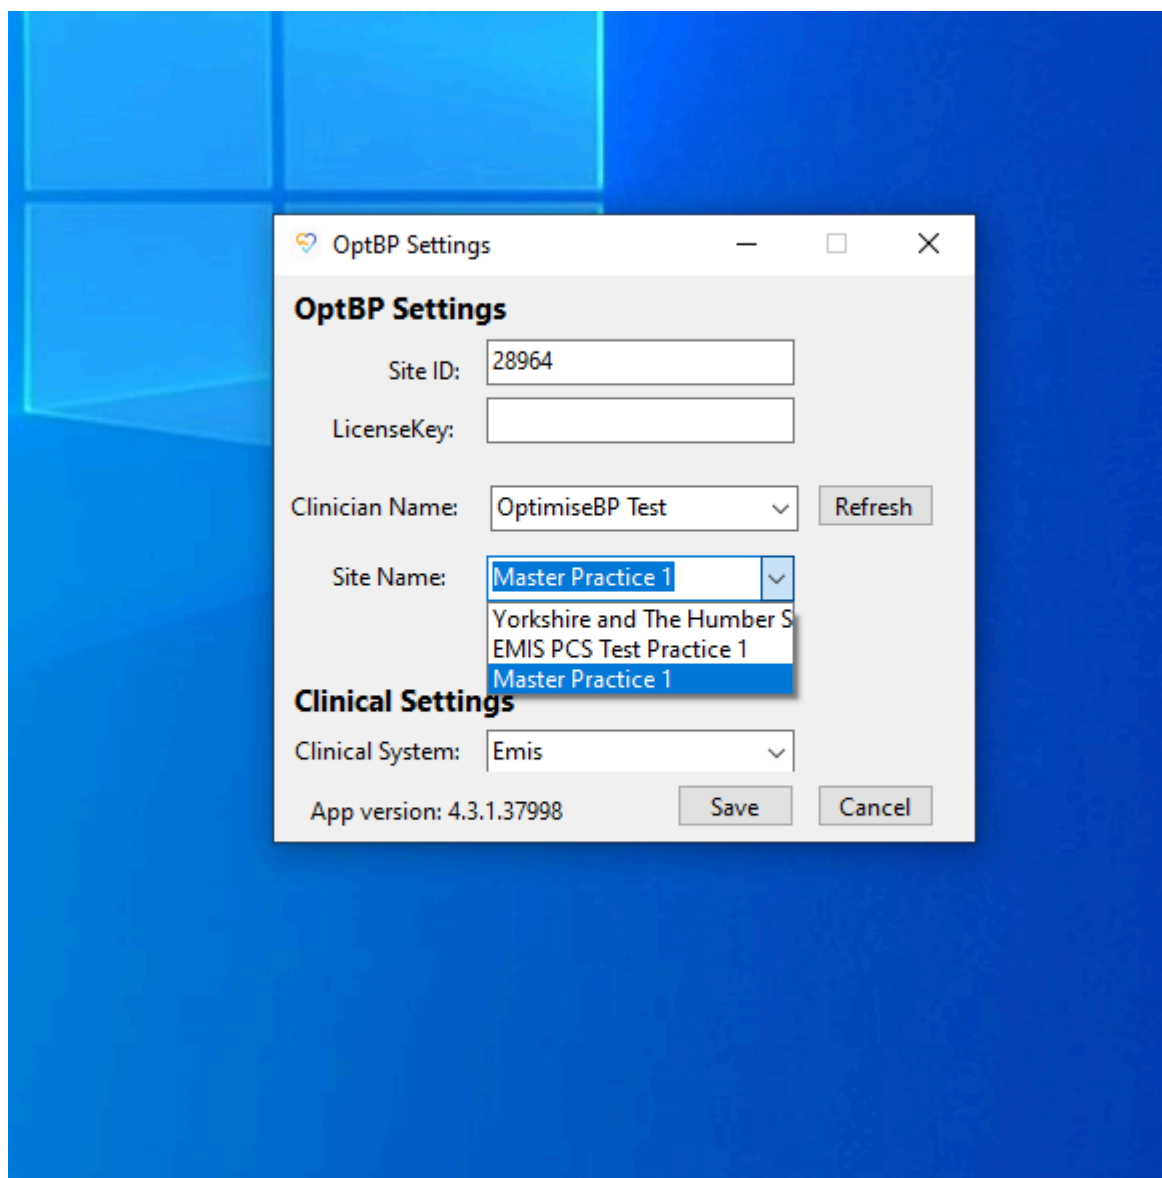 OptBP Settings
OptBP Settings
Site ID: 28964
LicenseKey:
Clinician Name: OptimiseBP Test Refresh
Site Name: Master Practice 1
Yorkshire and The Humber S
EMIS PCS Test Practice 1
Master Practice 1
Clinical Settings
Clinical System: Emis
App version: 4.3.1.37998 Save Cancel